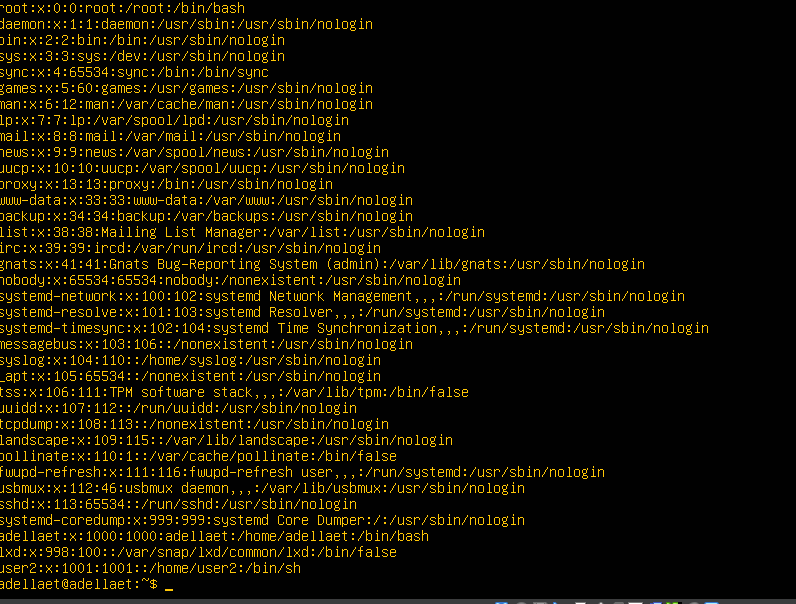 root:x:0:0:root:/root:/bin/bash
daemon:x:1:1:daemon:/usr/sbin:/usr/sbin/nologin
bin:x:2:2:bin:/bin:/usr/sbin/nologin
sys:x:3:3:sys:/dev:/usr/sbin/nologin
sync:x:4:65534:sync:/bin:/bin/sync
games:x:5:60:games:/usr/games:/usr/sbin/nologin
man:x:6:12:man:/var/cache/man:/usr/sbin/nologin
lp:x:7:7:lp:/var/spool/lpd:/usr/sbin/nologin
mail:x:8:8:mail:/var/mail:/usr/sbin/nologin
news:x:9:9:news:/var/spool/news:/usr/sbin/nologin
uucp:x:10:10:uucp:/var/spool/uucp:/usr/sbin/nologin
proxy:x:13:13:proxy:/bin:/usr/sbin/nologin
www-data:x:33:33:www-data:/var/www:/usr/sbin/nologin
backup:x:34:34:backup:/var/backups:/usr/sbin/nologin
list:x:38:38:Mailing List Manager:/var/list:/usr/sbin/nologin
irc:x:39:39:ircd:/var/run/ircd:/usr/sbin/nologin
gnats:x:41:41:Gnats Bug-Reporting System (admin):/var/lib/gnats:/usr/sbin/nologin
nobody:x:65534:65534:nobody:/nonexistent:/usr/sbin/nologin
systemd-network:x:100:102:systemd Network Management,,,:/run/systemd:/usr/sbin/nologin
systemd-resolve:x:101:103:systemd Resolver,,,:/run/systemd:/usr/sbin/nologin
systemd-timesync:x:102:104:systemd Time Synchronization,,,:/run/systemd:/usr/sbin/nologin
messagebus:x:103:106::/nonexistent:/usr/sbin/nologin
syslog:x:104:110::/home/syslog:/usr/sbin/nologin
_apt:x:105:65534::/nonexistent:/usr/sbin/nologin
tss:x:106:111:TPM software stack,,,:/var/lib/tpm:/bin/false
uuidd:x:107:112::/run/uuidd:/usr/sbin/nologin
tcpdump:x:108:113::/nonexistent:/usr/sbin/nologin
landscape:x:109:115::/var/lib/landscape:/usr/sbin/nologin
pollinate:x:110:1::/var/cache/pollinate:/bin/false
fwupd-refresh:x:111:116:fwupd-refresh user,,,:/run/systemd:/usr/sbin/nologin
usbmux:x:112:46:usbmux daemon,,,:/var/lib/usbmux:/usr/sbin/nologin
sshd:x:113:65534::/run/sshd:/usr/sbin/nologin
systemd-coredump:x:999:999:systemd Core Dumper:/:/usr/sbin/nologin
adellaet:x:1000:1000:adellaet:/home/adellaet:/bin/bash
lxd:x:998:100::/var/snap/lxd/common/lxd:/bin/false
user2:x:1001:1001::/home/user2:/bin/sh
adellaet@adellaet:~$ _